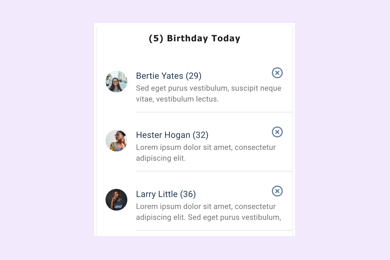 (5) Birthday Today
Bertie Yates (29)
Sed eget purus vestibulum, suscipit neque
vitae, vestibulum lectus.
Hester Hogan (32)
Lorem ipsum dolor sit amet, consectetur
adipiscing elit.
Larry Little (36)
Lorem ipsum dolor sit amet, consectetur
adipiscing elit. Sed eget purus vestibulum,